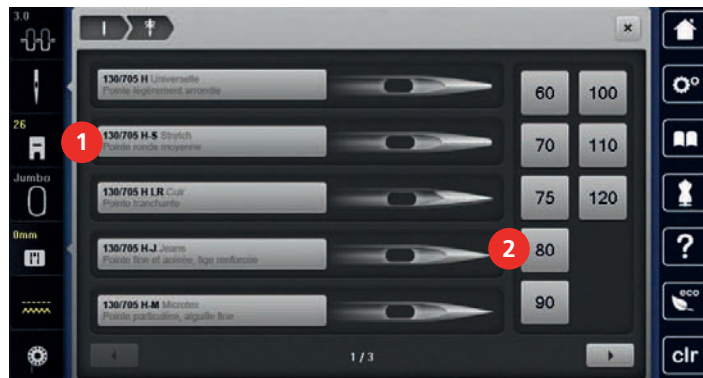 3.0
26
Jumbo
0mm
130/705 H Universelle
Pointe légèrement arrondie
130/705 H-S Stretch
Pointe ronde moyenne
130/705 H LR Cuir
Pointe tranchante
130/705 H-J Jeans
Pointe fine et acérée, tige renforcée
130/705 H-M Microtex
Pointe particulière, aiguille fine
1
2
60 100
70 110
75 120
80
90
1 / 3
?
eco
clr